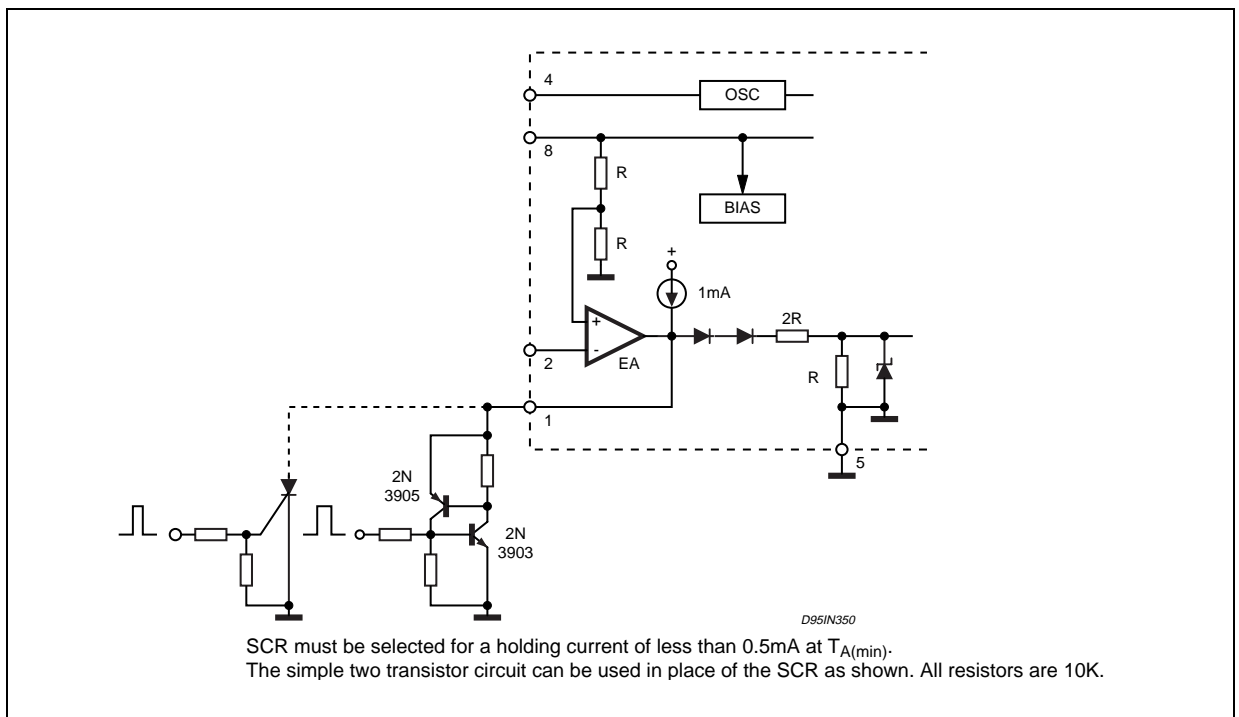 4
OSC
8
R
BIAS
R
+
1mA
2R
+
-
EA
2
R
1
5
2N
3905
2N
3903
D95IN350
SCR must be selected for a holding current of less than 0.5mA at TA(min).
The simple two transistor circuit can be used in place of the SCR as shown. All resistors are 10K.